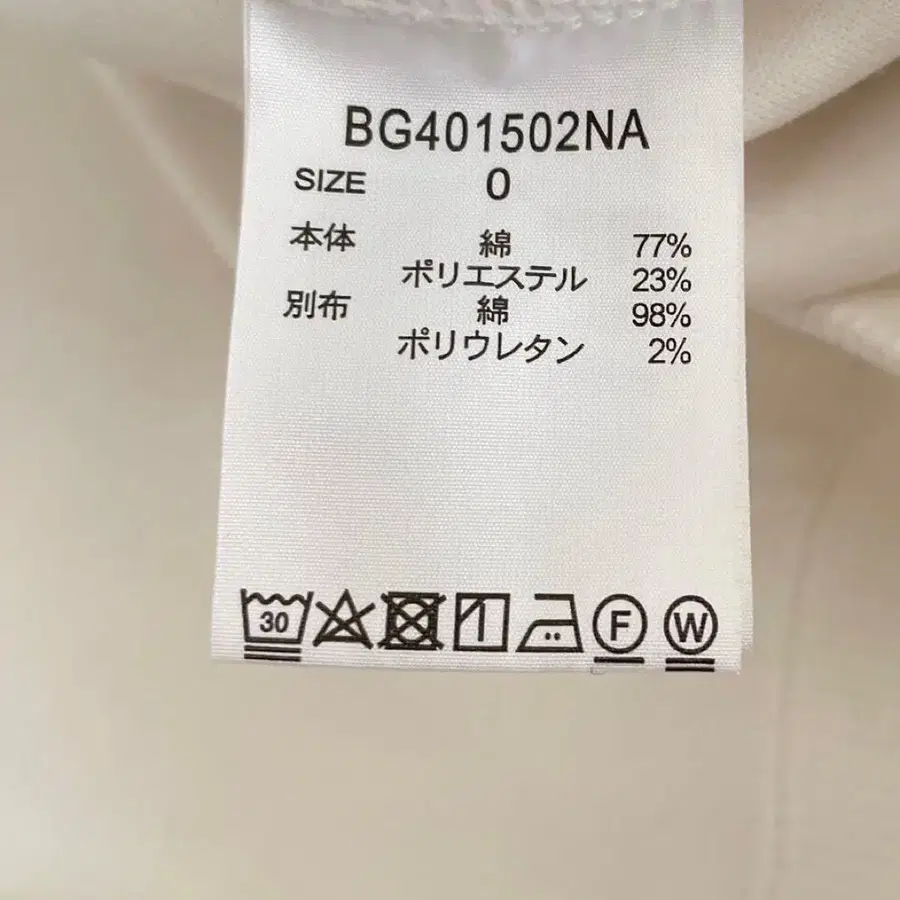 BG401502NA
SIZE 0
本体 綿 77%
ポリエステル 23%
別布 綿 98%
ポリウレタン 2%
30 F W